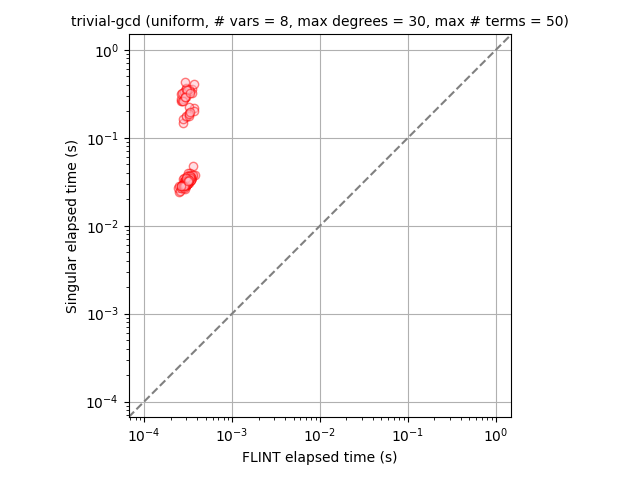 trivial-gcd (uniform, # vars = 8, max degrees = 30, max # terms = 50)
Singular elapsed time (s)
10⁰
10⁻¹
10⁻²
10⁻³
10⁻⁴
10⁻⁴ 10⁻³ 10⁻² 10⁻¹ 10⁰
FLINT elapsed time (s)